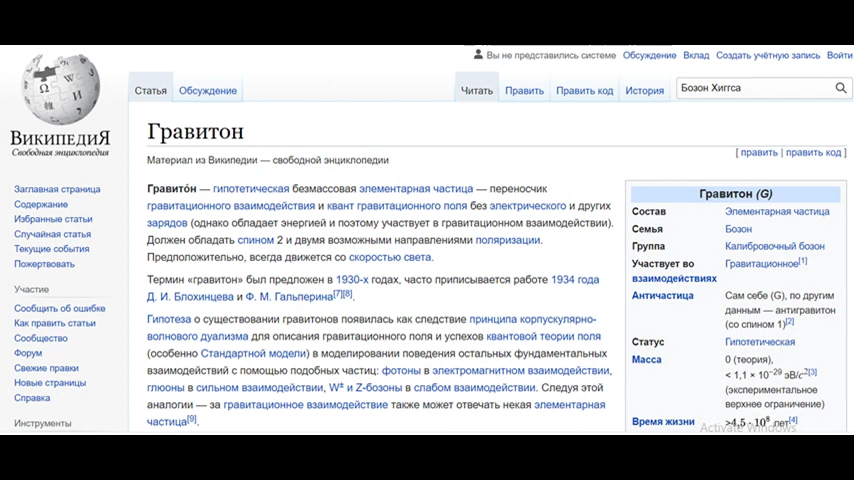 Вы не представились системе Обсуждение Вклад Создать учётную запись Войти
Статья Обсуждение Читать Править Править код История Бозон Хиггса
ВИКИПЕДИЯ
Свободная энциклопедия
Заглавная страница
Содержание
Избранные статьи
Случайная статья
Текущие события
Пожертвовать
Участие
Сообщить об ошибке
Как править статьи
Сообщество
Форум
Свежие правки
Новые страницы
Справка
Инструменты
Гравитон
[ править | править код ]
Материал из Википедии — свободной энциклопедии
Гравито́н — гипотетическая безмассовая элементарная частица — переносчик
гравитационного взаимодействия и квант гравитационного поля без электрического и других
зарядов (однако обладает энергией и поэтому участвует в гравитационном взаимодействии).
Должен обладать спином 2 и двумя возможными направлениями поляризации.
Предположительно, всегда движется со скоростью света.
Термин «гравитон» был предложен в 1930-х годах, часто приписывается работе 1934 года
Д. И. Блохинцева и Ф. М. Гальперина[7][8].
Гипотеза о существовании гравитонов появилась как следствие принципа корпускулярно-
волнового дуализма для описания гравитационного поля и успехов квантовой теории поля
(особенно Стандартной модели) в моделировании поведения остальных фундаментальных
взаимодействий с помощью подобных частиц: фотоны в электромагнитном взаимодействии,
глюоны в сильном взаимодействии, W± и Z-бозоны в слабом взаимодействии. Следуя этой
аналогии — за гравитационное взаимодействие также может отвечать некая элементарная
частица[9].
Гравитон (G)
Состав Элементарная частица
Семья Бозон
Группа Калибровочный бозон
Участвует во Гравитационное[1]
взаимодействиях
Античастица Сам себе (G), по другим
данным — антигравитон
(со спином 1)[2]
Статус Гипотетическая
Масса 0 (теория),
< 1,1 × 10⁻²⁹ эВ/c²[3]
(экспериментальное
верхнее ограничение)
Время жизни >4,5 · 10⁸ лет[4]
Activate Windows